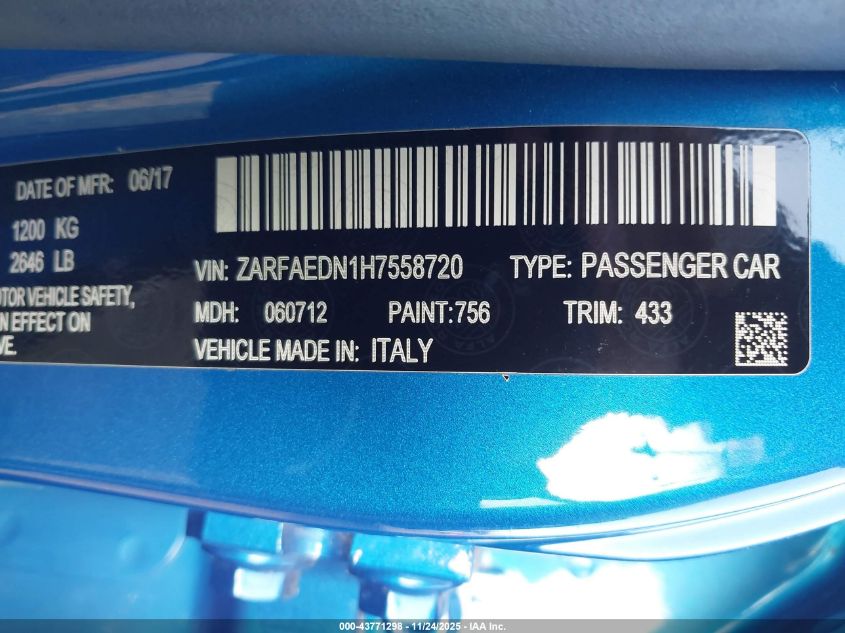 DATE OF MFR: 06/17
1200 KG
2646 LB
VIN: ZARFAEDN1H7558720 TYPE: PASSENGER CAR
OTOR VEHICLE SAFETY,
MDH: 060712 PAINT:756 TRIM: 433
N EFFECT ON
VE.
VEHICLE MADE IN: ITALY
000-43771298 - 11/24/2025 - IAA Inc.